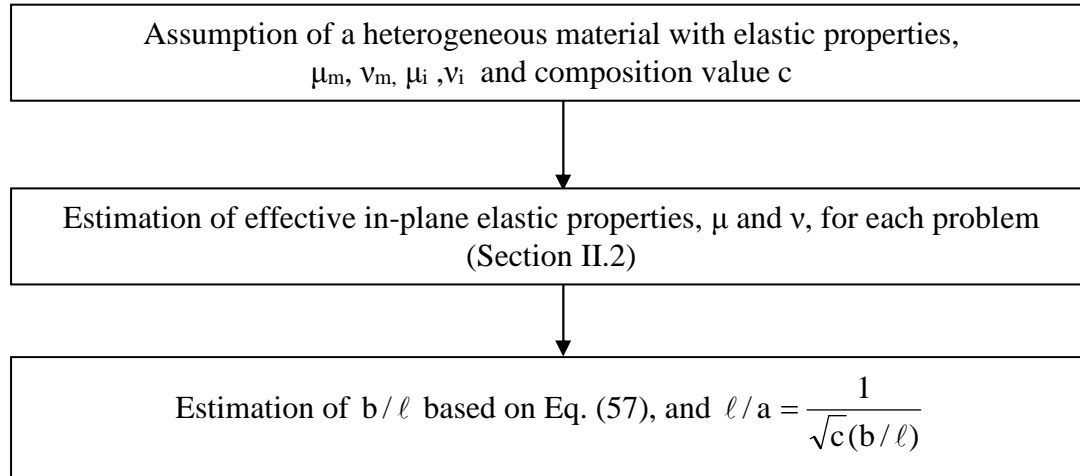 Assumption of a heterogeneous material with elastic properties,
μm, νm, μi ,νi and composition value c
Estimation of effective in-plane elastic properties, μ and ν, for each problem
(Section II.2)
Estimation of b/ℓ based on Eq. (57), and ℓ/a = 1/(√c(b/ℓ))